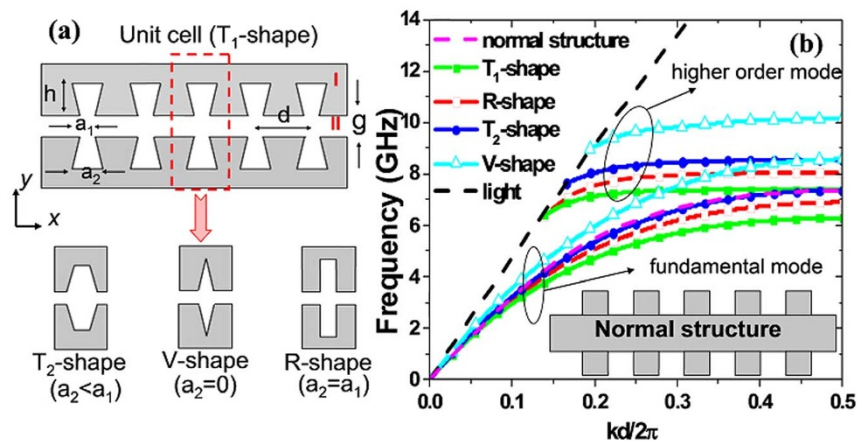 (a)
Unit cell (T₁-shape)
h
a₁
a₂
d
I
II
g
y
x
T₂-shape
(a₂<a₁)
V-shape
(a₂=0)
R-shape
(a₂=a₁)
(b)
Frequency (GHz)
14
12
10
8
6
4
2
0
normal structure
T₁-shape
R-shape
T₂-shape
V-shape
light
higher order mode
fundamental mode
Normal structure
0.0 0.1 0.2 0.3 0.4 0.5
kd/2π